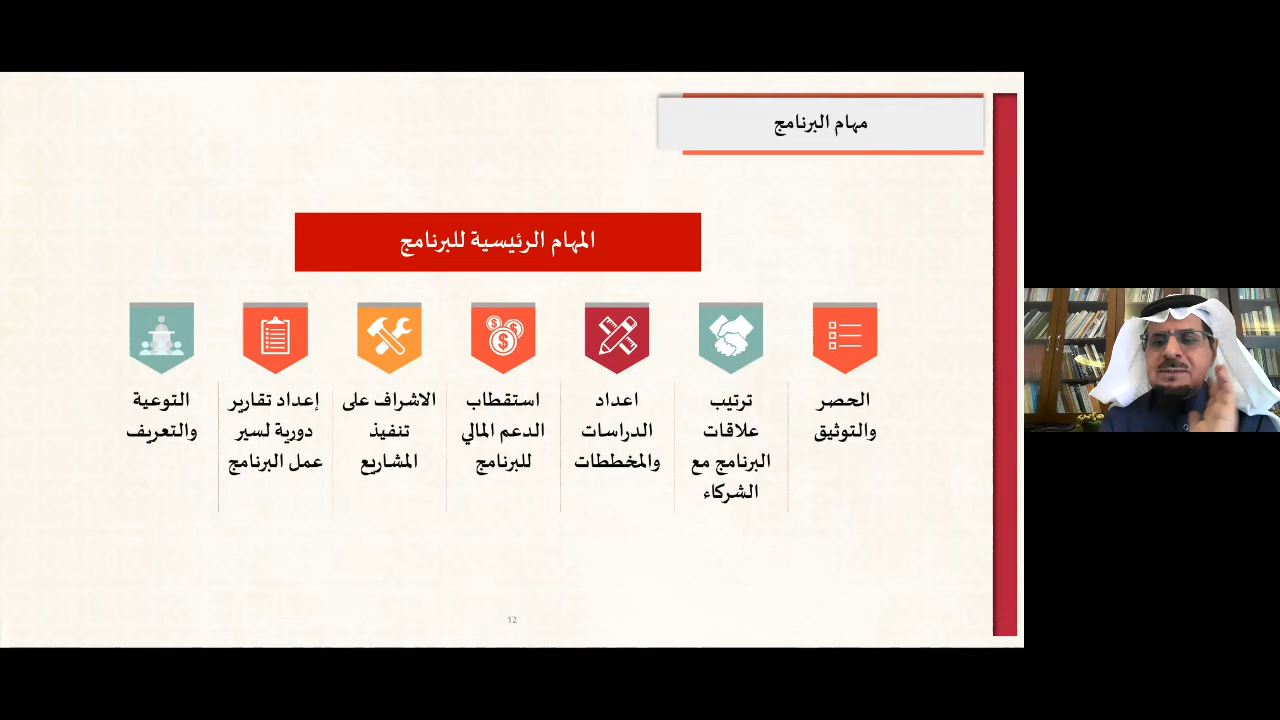 مهام البرنامج
المهام الرئيسية للبرنامج
الحصر
والتوثيق
ترتيب
علاقات
البرنامج مع
الشركاء
اعداد
الدراسات
والمخططات
استقطاب
الدعم المالي
للبرنامج
الاشراف على
تنفيذ
المشاريع
إعداد تقارير
دورية لسير
عمل البرنامج
التوعية
والتعريف
12